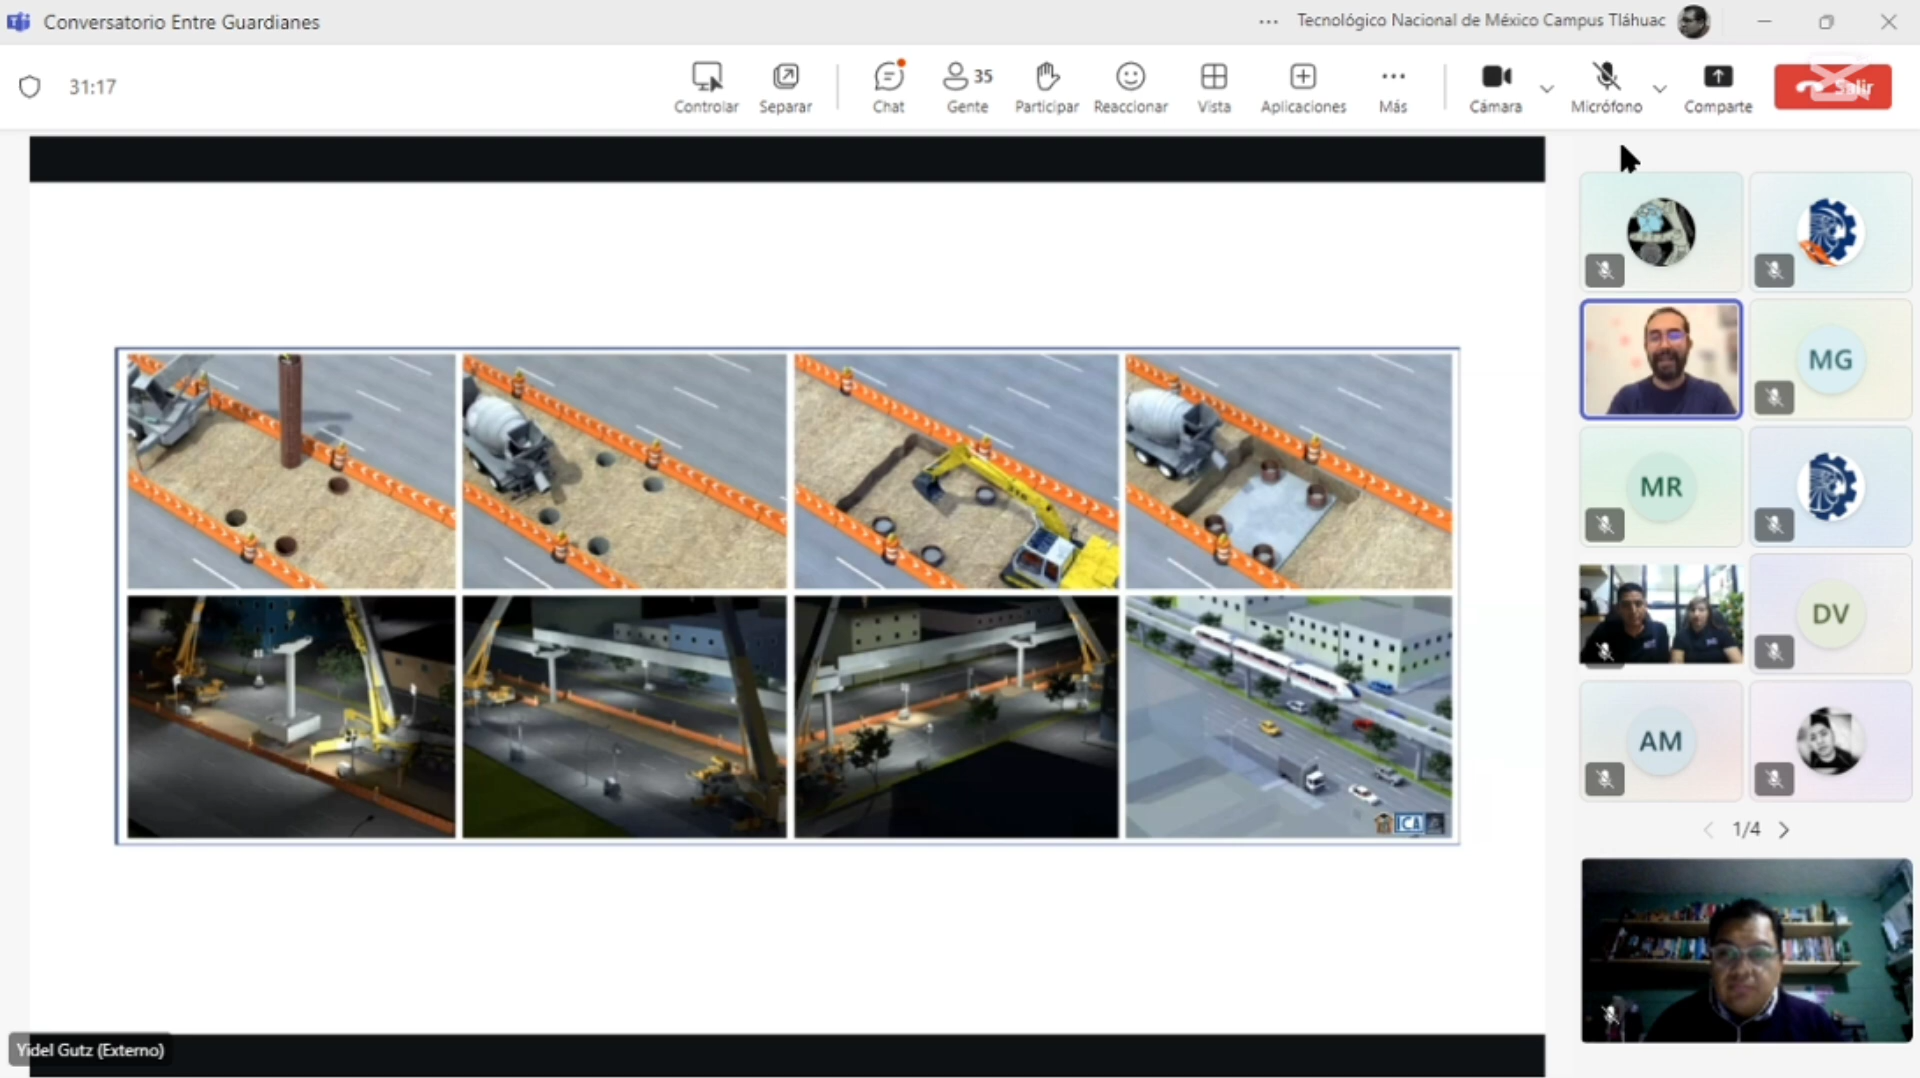 Conversatorio Entre Guardianes
Tecnológico Nacional de México Campus Tláhuac
31:17
Controlar
Separar
Chat
35
Gente
Participar
Reaccionar
Vista
Aplicaciones
Más
Cámara
Micrófono
Comparte
Salir
MG
MR
DV
AM
ICA
1/4
Yidel Gutz (Externo)